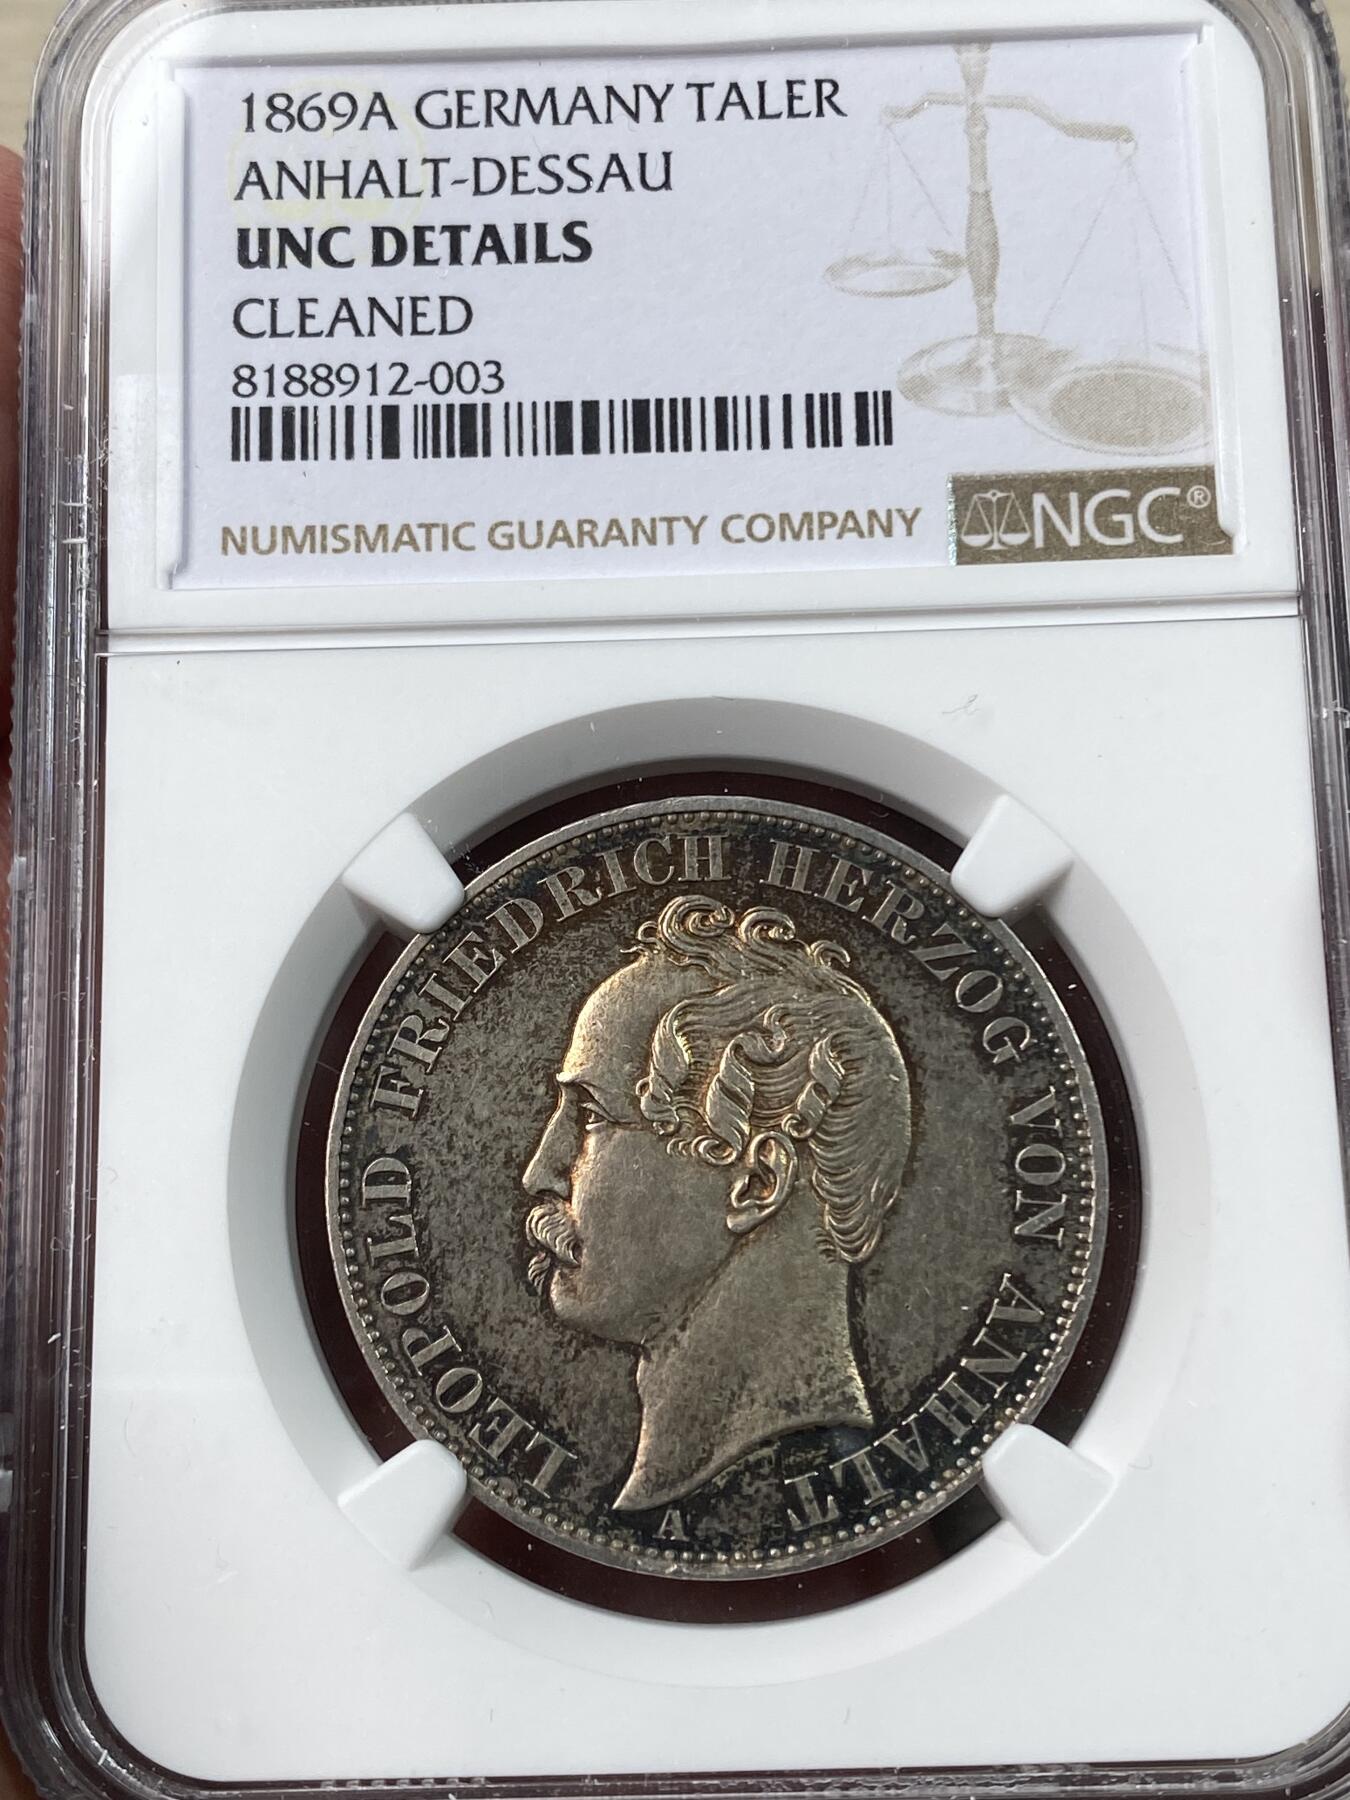 1869A GERMANY TALER
ANHALT-DESSAU
UNC DETAILS
CLEANED
8188912-003
NUMISMATIC GUARANTY COMPANY
NGC®
LEOPOLD FRIEDRICH HERZOG VON ANHALT
A